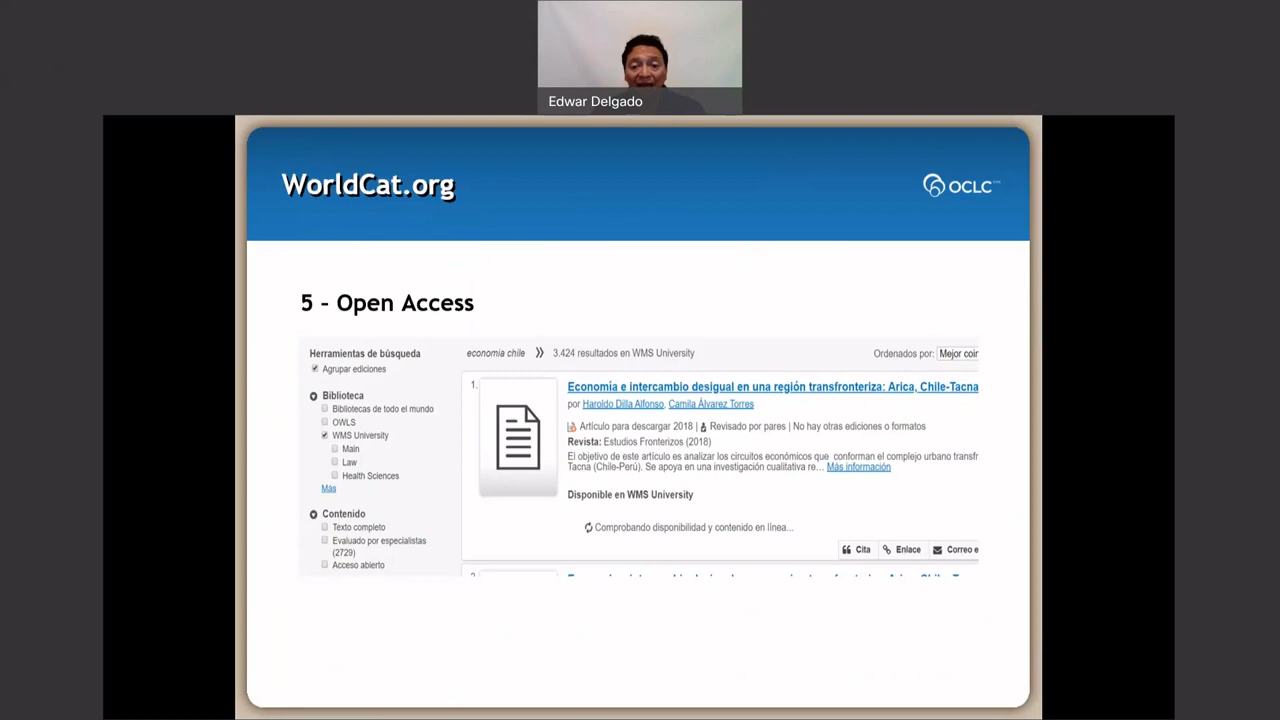 Edwar Delgado
WorldCat.org
OCLC
5 - Open Access
Herramientas de búsqueda
Agrupar ediciones
Biblioteca
Bibliotecas de todo el mundo
OWLS
WMS University
Main
Law
Health Sciences
Más
Contenido
Texto completo
Evaluado por especialistas
(2729)
Acceso abierto
economia chile » 3.424 resultados en WMS University
Ordenados por: Mejor coin
1. Economía e intercambio desigual en una región transfronteriza: Arica, Chile-Tacna
por Haroldo Dilla Alfonso, Camila Álvarez Torres
Artículo para descargar 2018 | Revisado por pares | No hay otras ediciones o formatos
Revista: Estudios Fronterizos (2018)
El objetivo de este artículo es analizar los circuitos económicos que conforman el complejo urbano transfr
Tacna (Chile-Perú). Se apoya en una investigación cualitativa re... Más información
Disponible en WMS University
Comprobando disponibilidad y contenido en línea...
Cita Enlace Correo e